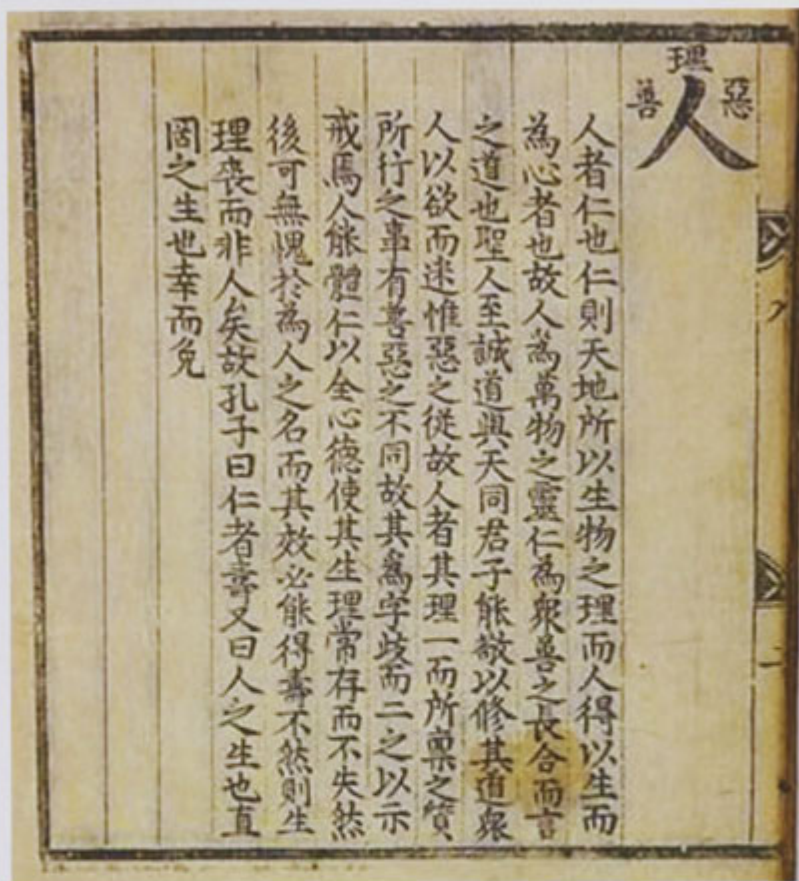 理
善 人 惡
人者仁也仁則天地所以生物之理而人得以生而
為心者也故人為萬物之靈仁為衆善之長合而言
之道也聖人至誠道與天同君子能敬以修其道衆
人以欲而迷惟惡之從故人者其理一而所禀之質
所行之事有善惡之不同故其爲字歧而二之以示
戒焉人能體仁以全心德使其生理常存而不失然
後可無愧於為人之名而其效必能得壽不然則生
理喪而非人矣故孔子曰仁者壽又曰人之生也直
罔之生也幸而免